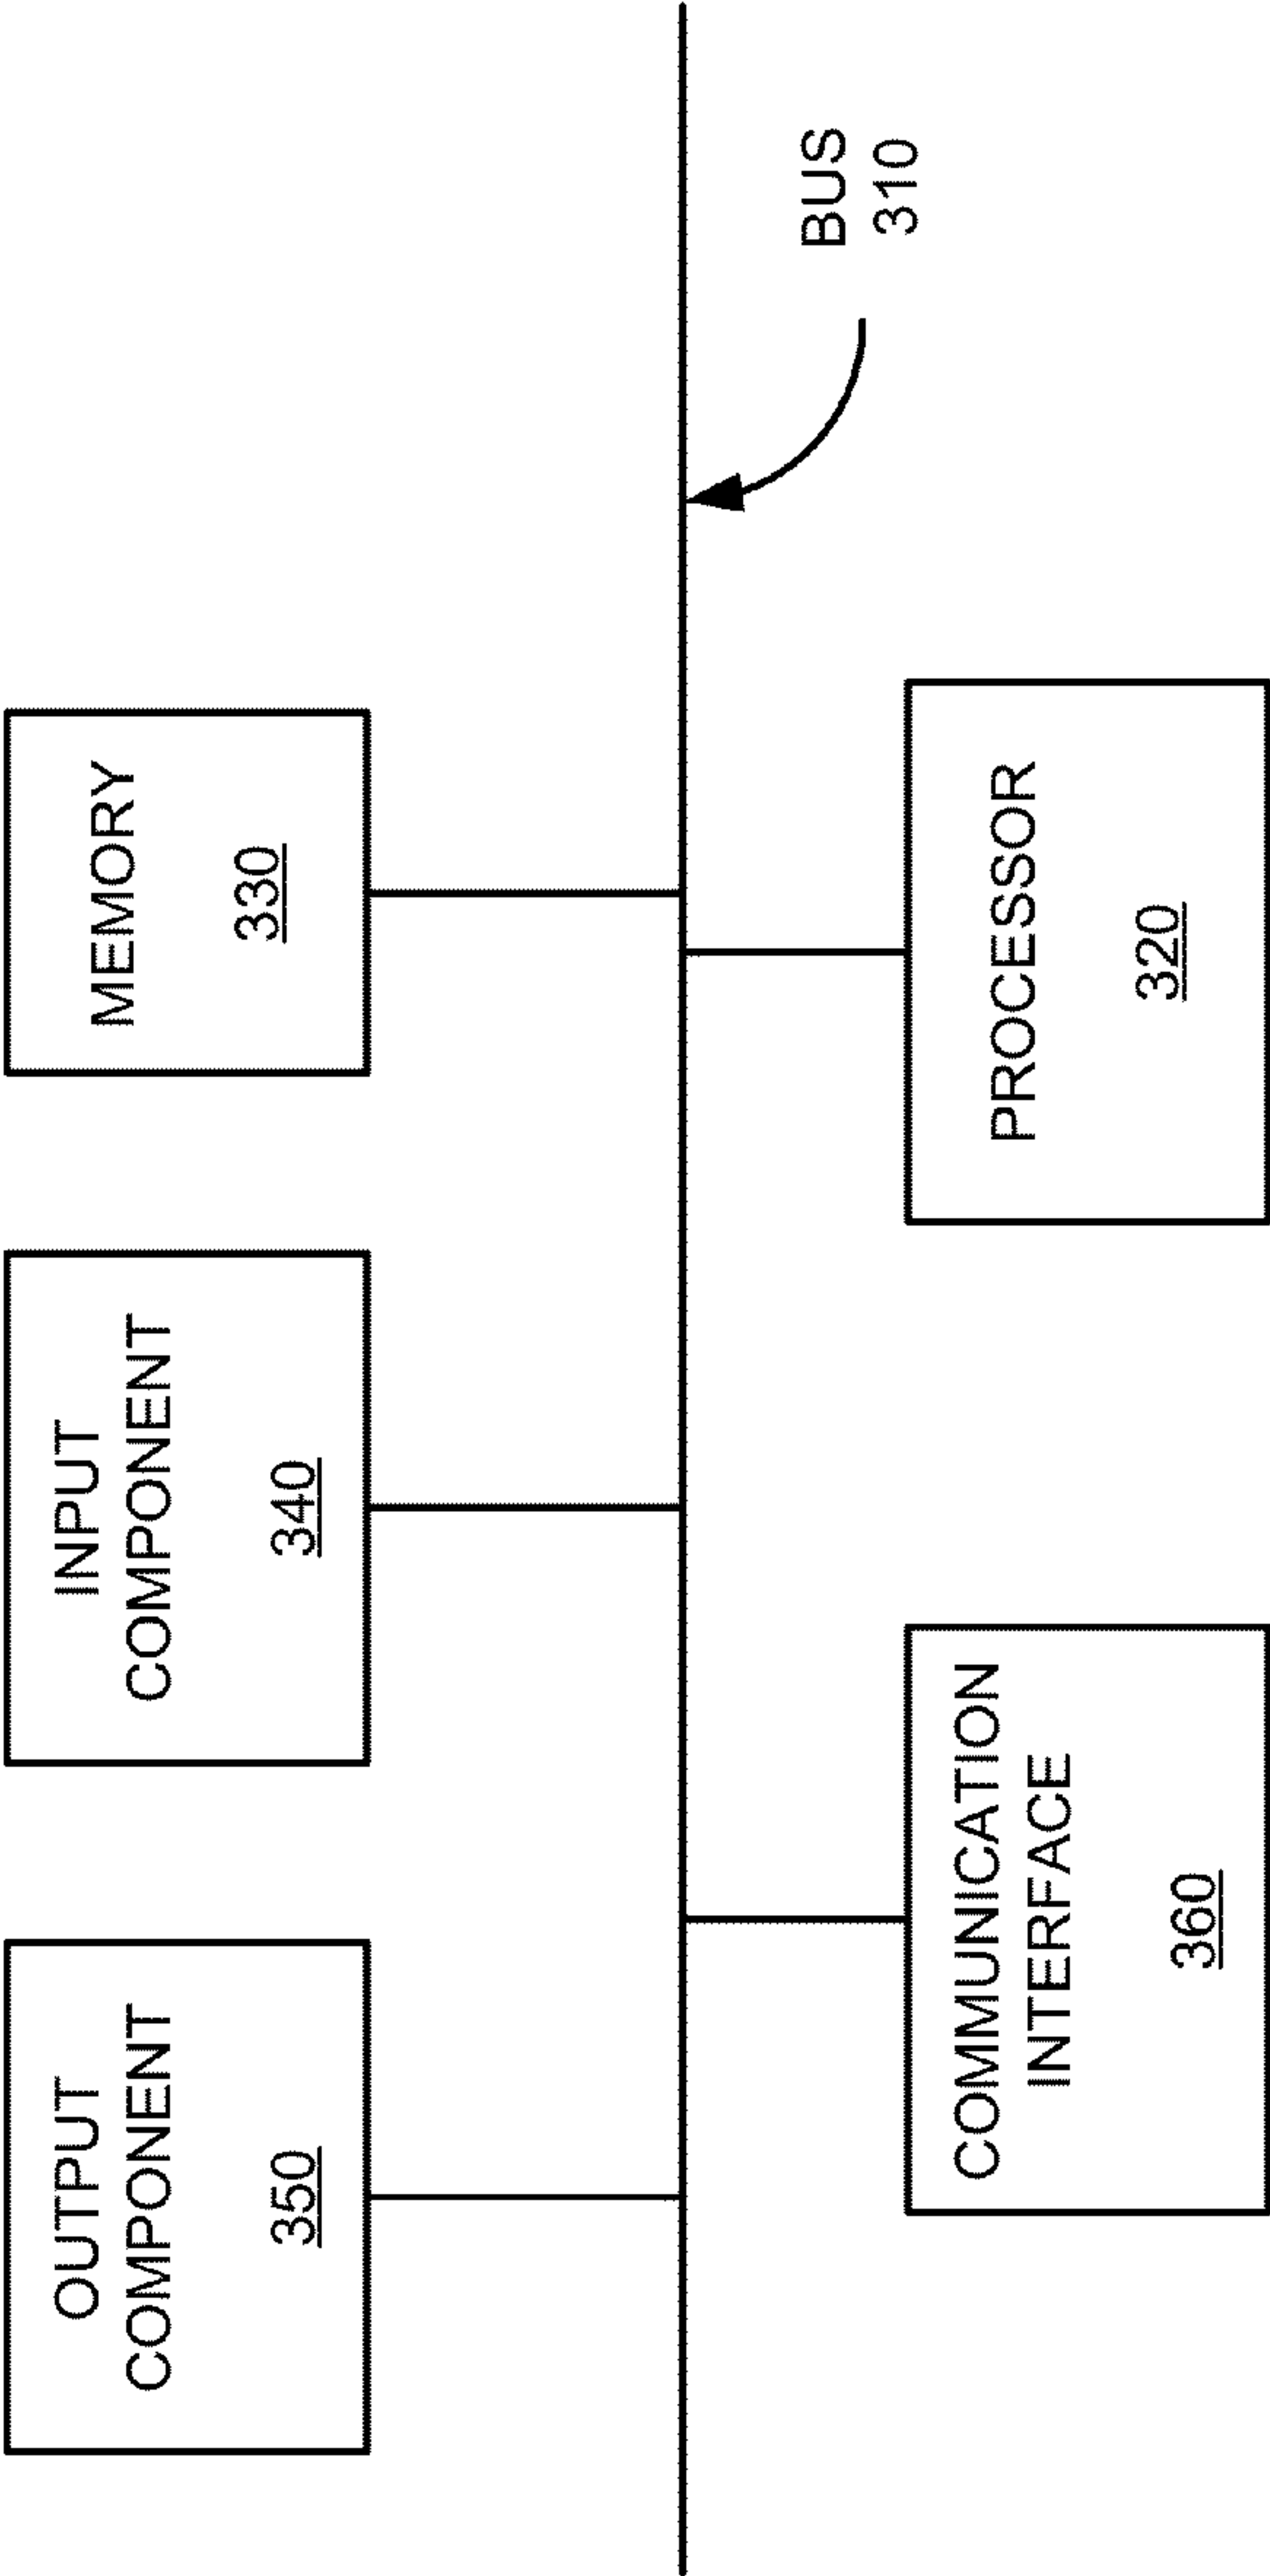 OUTPUT
COMPONENT
350
INPUT
COMPONENT
340
MEMORY
330
BUS
310
COMMUNICATION
INTERFACE
360
PROCESSOR
320